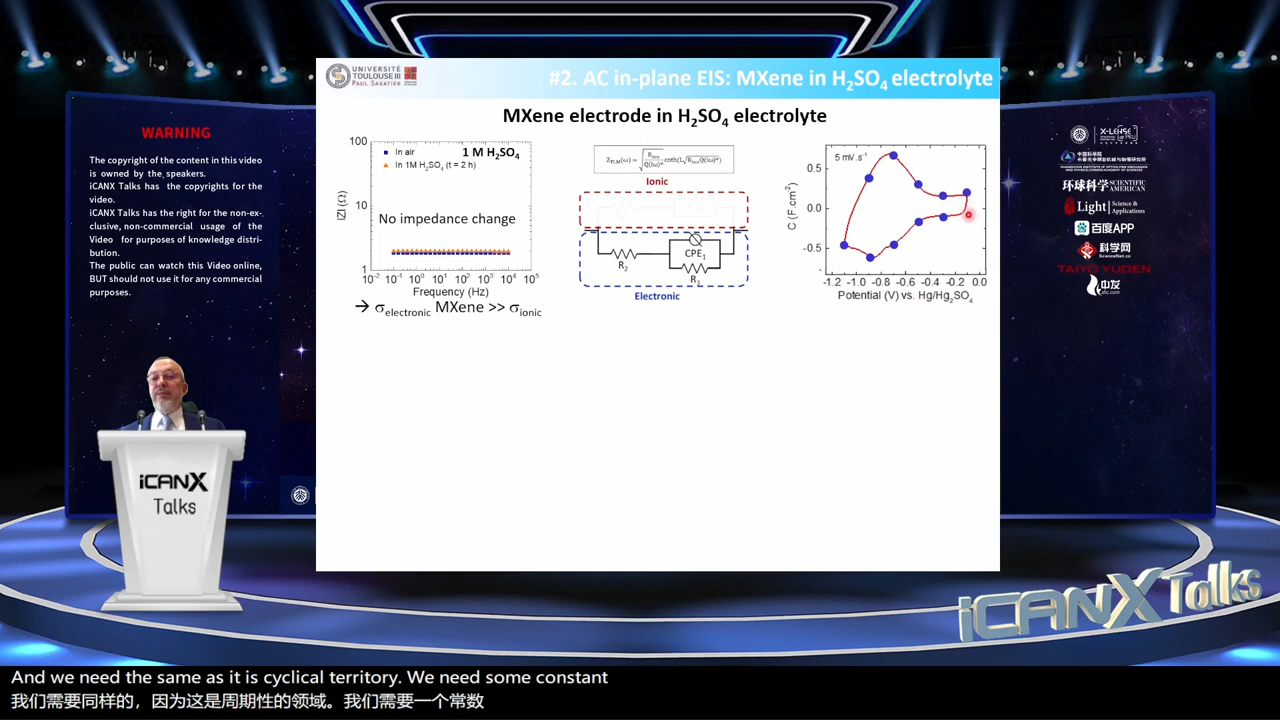 UNIVERSITÉ
TOULOUSE III
PAUL SABATIER
#2. AC in-plane EIS: MXene in H2SO4 electrolyte
MXene electrode in H2SO4 electrolyte
100
10
1
|Z| (Ω)
In air
1 M H2SO4
In 1M H2SO4 (t = 2 h)
No impedance change
10-2 10-1 100 101 102 103 104 105
Frequency (Hz)
→ σelectronic MXene >> σionic
Ionic
R2
CPE1
Electronic
5 mV.s-1
C (F.cm-2)
0.5
0.0
-0.5
-1.2 -1.0 -0.8 -0.6 -0.4 -0.2 0.0
Potential (V) vs. Hg/Hg2SO4
WARNING
The copyright of the content in this video
is owned by the speakers.
iCANX Talks has the copyrights for the
video.
iCANX Talks has the right for the non-ex-
clusive, non-commercial usage of the
Video for purposes of knowledge distri-
bution.
The public can watch this Video online,
BUT should not use it for any commercial
purposes.
X-LENSE
中国科学院
环球科学 SCIENTIFIC AMERICAN
Light Science & Applications
百度APP
科学网
ScienceNet.cn
TAIYO YUDEN
中友
iCANX
Talks
iCANX Talks
And we need the same as it is cyclical territory. We need some constant
我们需要同样的，因为这是周期性的领域。我们需要一个常数